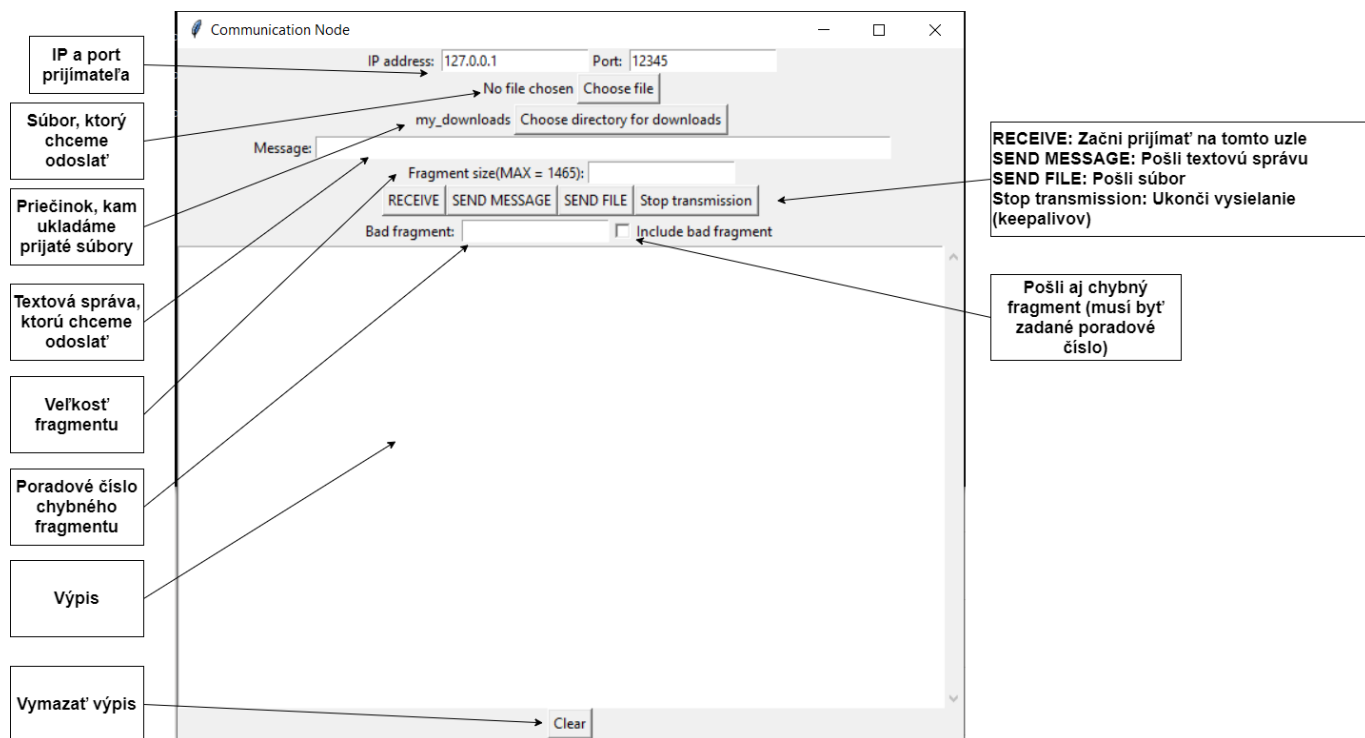 Communication Node
IP address: 127.0.0.1 Port: 12345
No file chosen Choose file
my_downloads Choose directory for downloads
Message:
Fragment size(MAX = 1465):
RECEIVE SEND MESSAGE SEND FILE Stop transmission
Bad fragment: Include bad fragment
Clear
IP a port
prijímateľa
Súbor, ktorý
chceme
odoslať
Priečinok, kam
ukladáme
prijaté súbory
Textová správa,
ktorú chceme
odoslať
Veľkosť
fragmentu
Poradové číslo
chybného
fragmentu
Výpis
Vymazať výpis
RECEIVE: Začni prijímať na tomto uzle
SEND MESSAGE: Pošli textovú správu
SEND FILE: Pošli súbor
Stop transmission: Ukonči vysielanie
(keepalivov)
Pošli aj chybný
fragment (musí byť
zadané poradové
číslo)